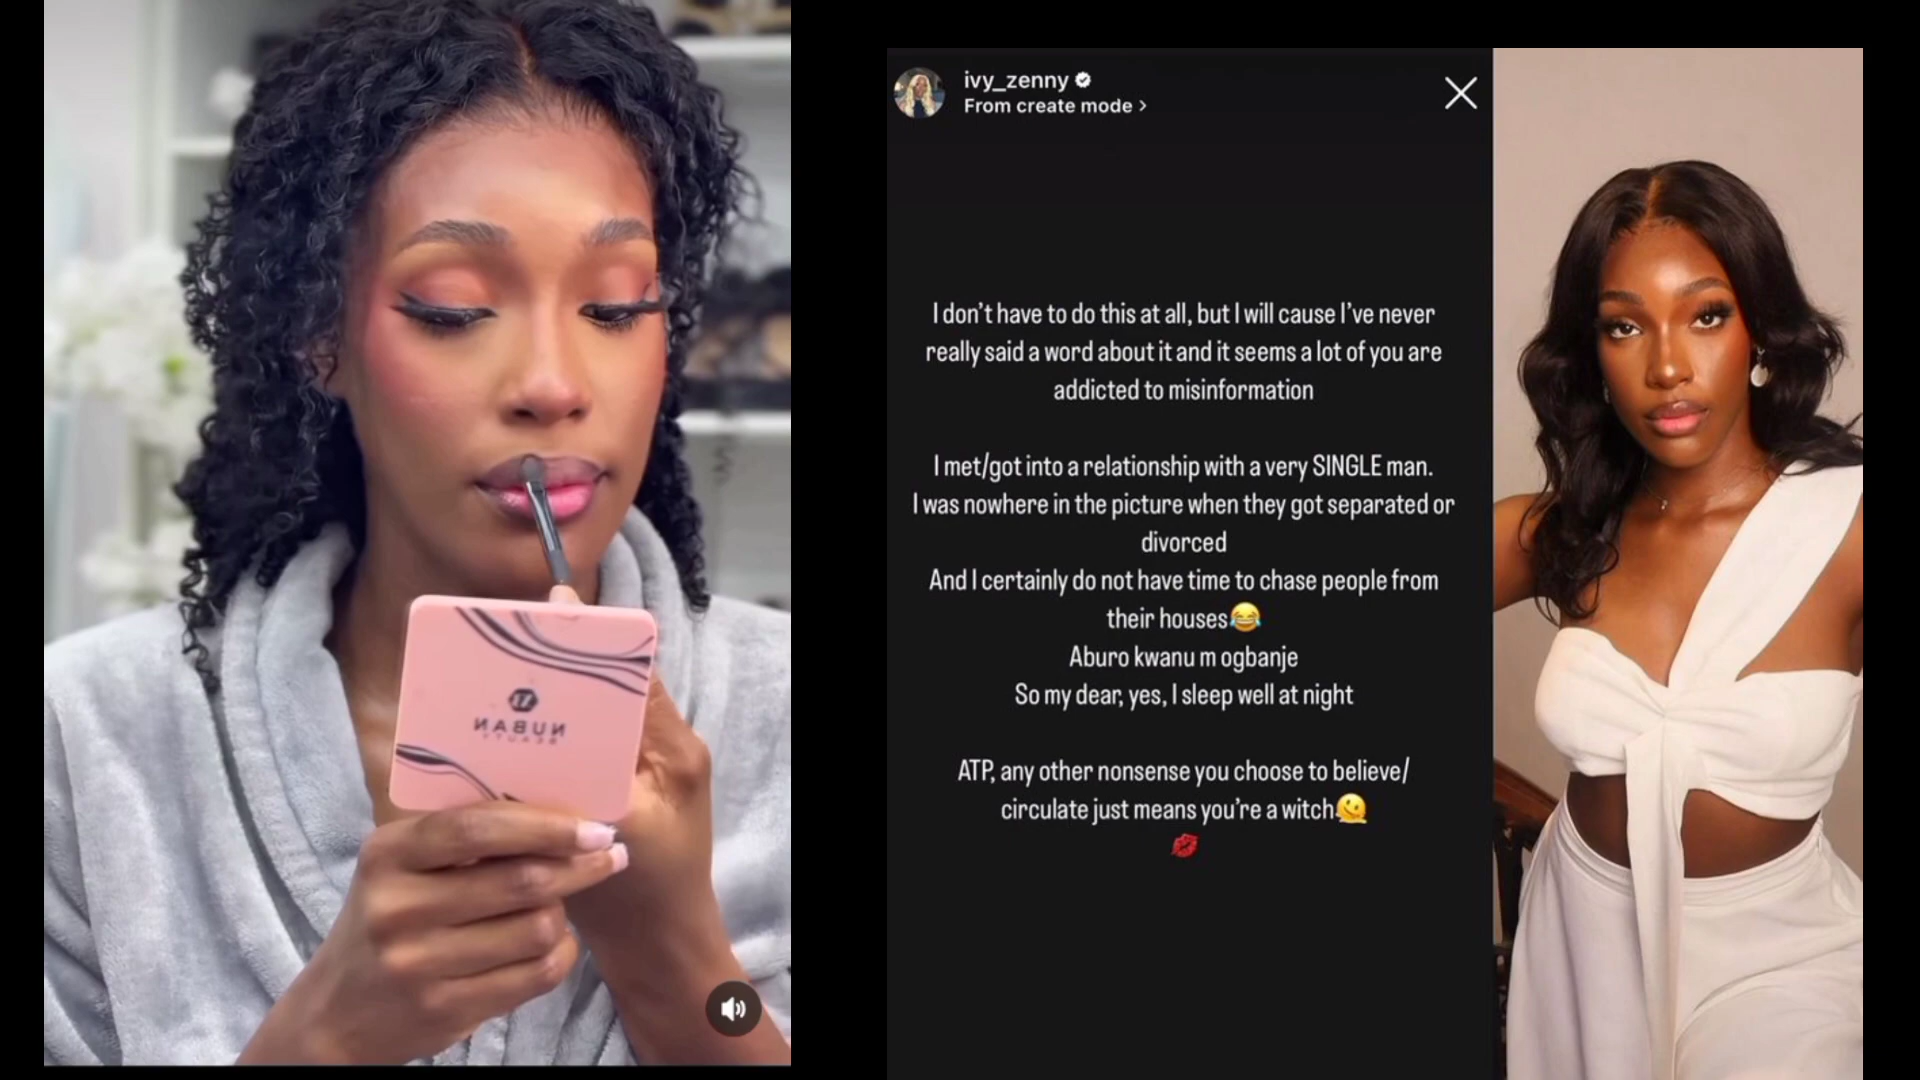 ivy_zenny
From create mode >
I don't have to do this at all, but I will cause I've never
really said a word about it and it seems a lot of you are
addicted to misinformation
I met/got into a relationship with a very SINGLE man.
I was nowhere in the picture when they got separated or
divorced
And I certainly do not have time to chase people from
their houses😂
Aburo kwanu m ogbanje
So my dear, yes, I sleep well at night
ATP, any other nonsense you choose to believe/
circulate just means you're a witch🫠
💋
NUBAN
BEAUTY